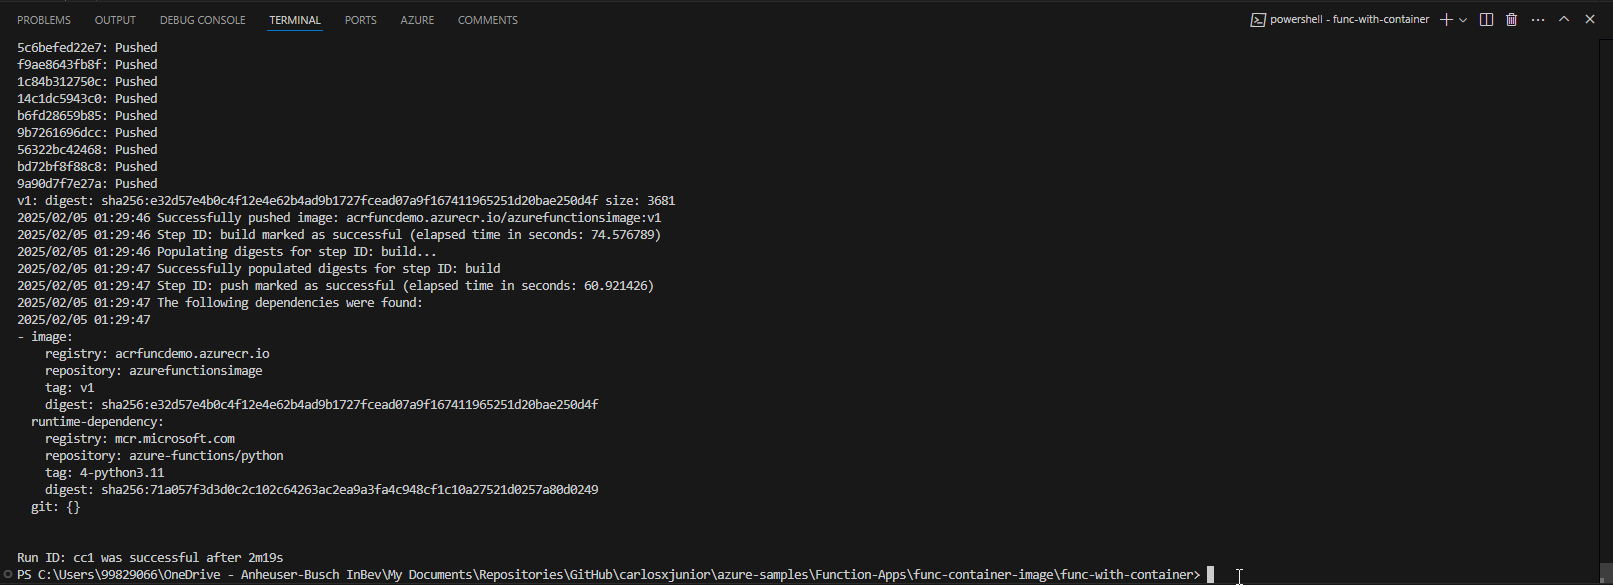 PROBLEMS OUTPUT DEBUG CONSOLE TERMINAL PORTS AZURE COMMENTS powershell - func-with-container
5c6befed22e7: Pushed
f9ae8643fb8f: Pushed
1c84b312750c: Pushed
14c1dc5943c0: Pushed
b6fd28659b85: Pushed
9b7261696dcc: Pushed
56322bc42468: Pushed
bd72bf8f88c8: Pushed
9a90d7f7e27a: Pushed
v1: digest: sha256:e32d57e4b0c4f12e4e62b4ad9b1727fcead07a9f167411965251d20bae250d4f size: 3681
2025/02/05 01:29:46 Successfully pushed image: acrfuncdemo.azurecr.io/azurefunctionsimage:v1
2025/02/05 01:29:46 Step ID: build marked as successful (elapsed time in seconds: 74.576789)
2025/02/05 01:29:46 Populating digests for step ID: build...
2025/02/05 01:29:47 Successfully populated digests for step ID: build
2025/02/05 01:29:47 Step ID: push marked as successful (elapsed time in seconds: 60.921426)
2025/02/05 01:29:47 The following dependencies were found:
2025/02/05 01:29:47
- image:
    registry: acrfuncdemo.azurecr.io
    repository: azurefunctionsimage
    tag: v1
    digest: sha256:e32d57e4b0c4f12e4e62b4ad9b1727fcead07a9f167411965251d20bae250d4f
  runtime-dependency:
    registry: mcr.microsoft.com
    repository: azure-functions/python
    tag: 4-python3.11
    digest: sha256:71a057f3d3d0c2c102c64263ac2ea9a3fa4c948cf1c10a27521d0257a80d0249
  git: {}
Run ID: cc1 was successful after 2m19s
PS C:\Users\99829066\OneDrive - Anheuser-Busch InBev\My Documents\Repositories\GitHub\carlosxjunior\azure-samples\Function-Apps\func-container-image\func-with-container>